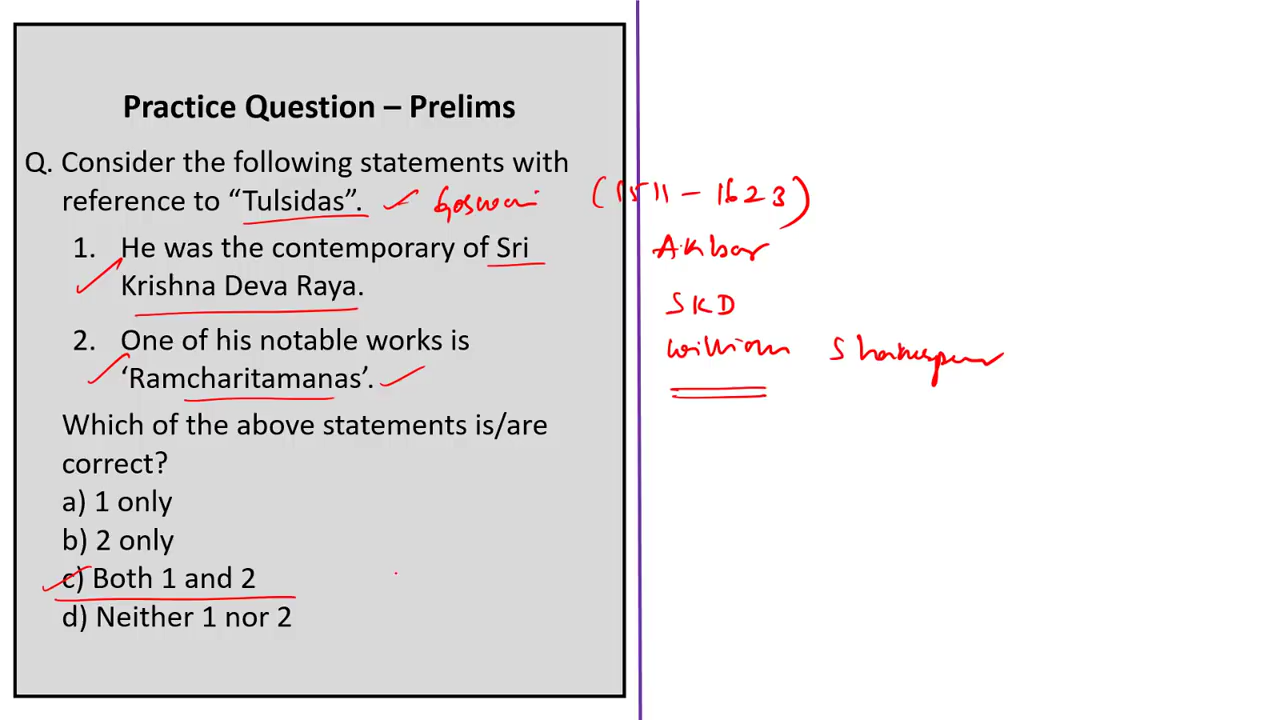 Practice Question – Prelims
Q. Consider the following statements with
reference to “Tulsidas”. Goswami (1511 – 1623)
1. He was the contemporary of Sri
Akbar
Krishna Deva Raya.
SKD
2. One of his notable works is
William Shakespear
‘Ramcharitamanas’.
Which of the above statements is/are
correct?
a) 1 only
b) 2 only
c) Both 1 and 2
d) Neither 1 nor 2